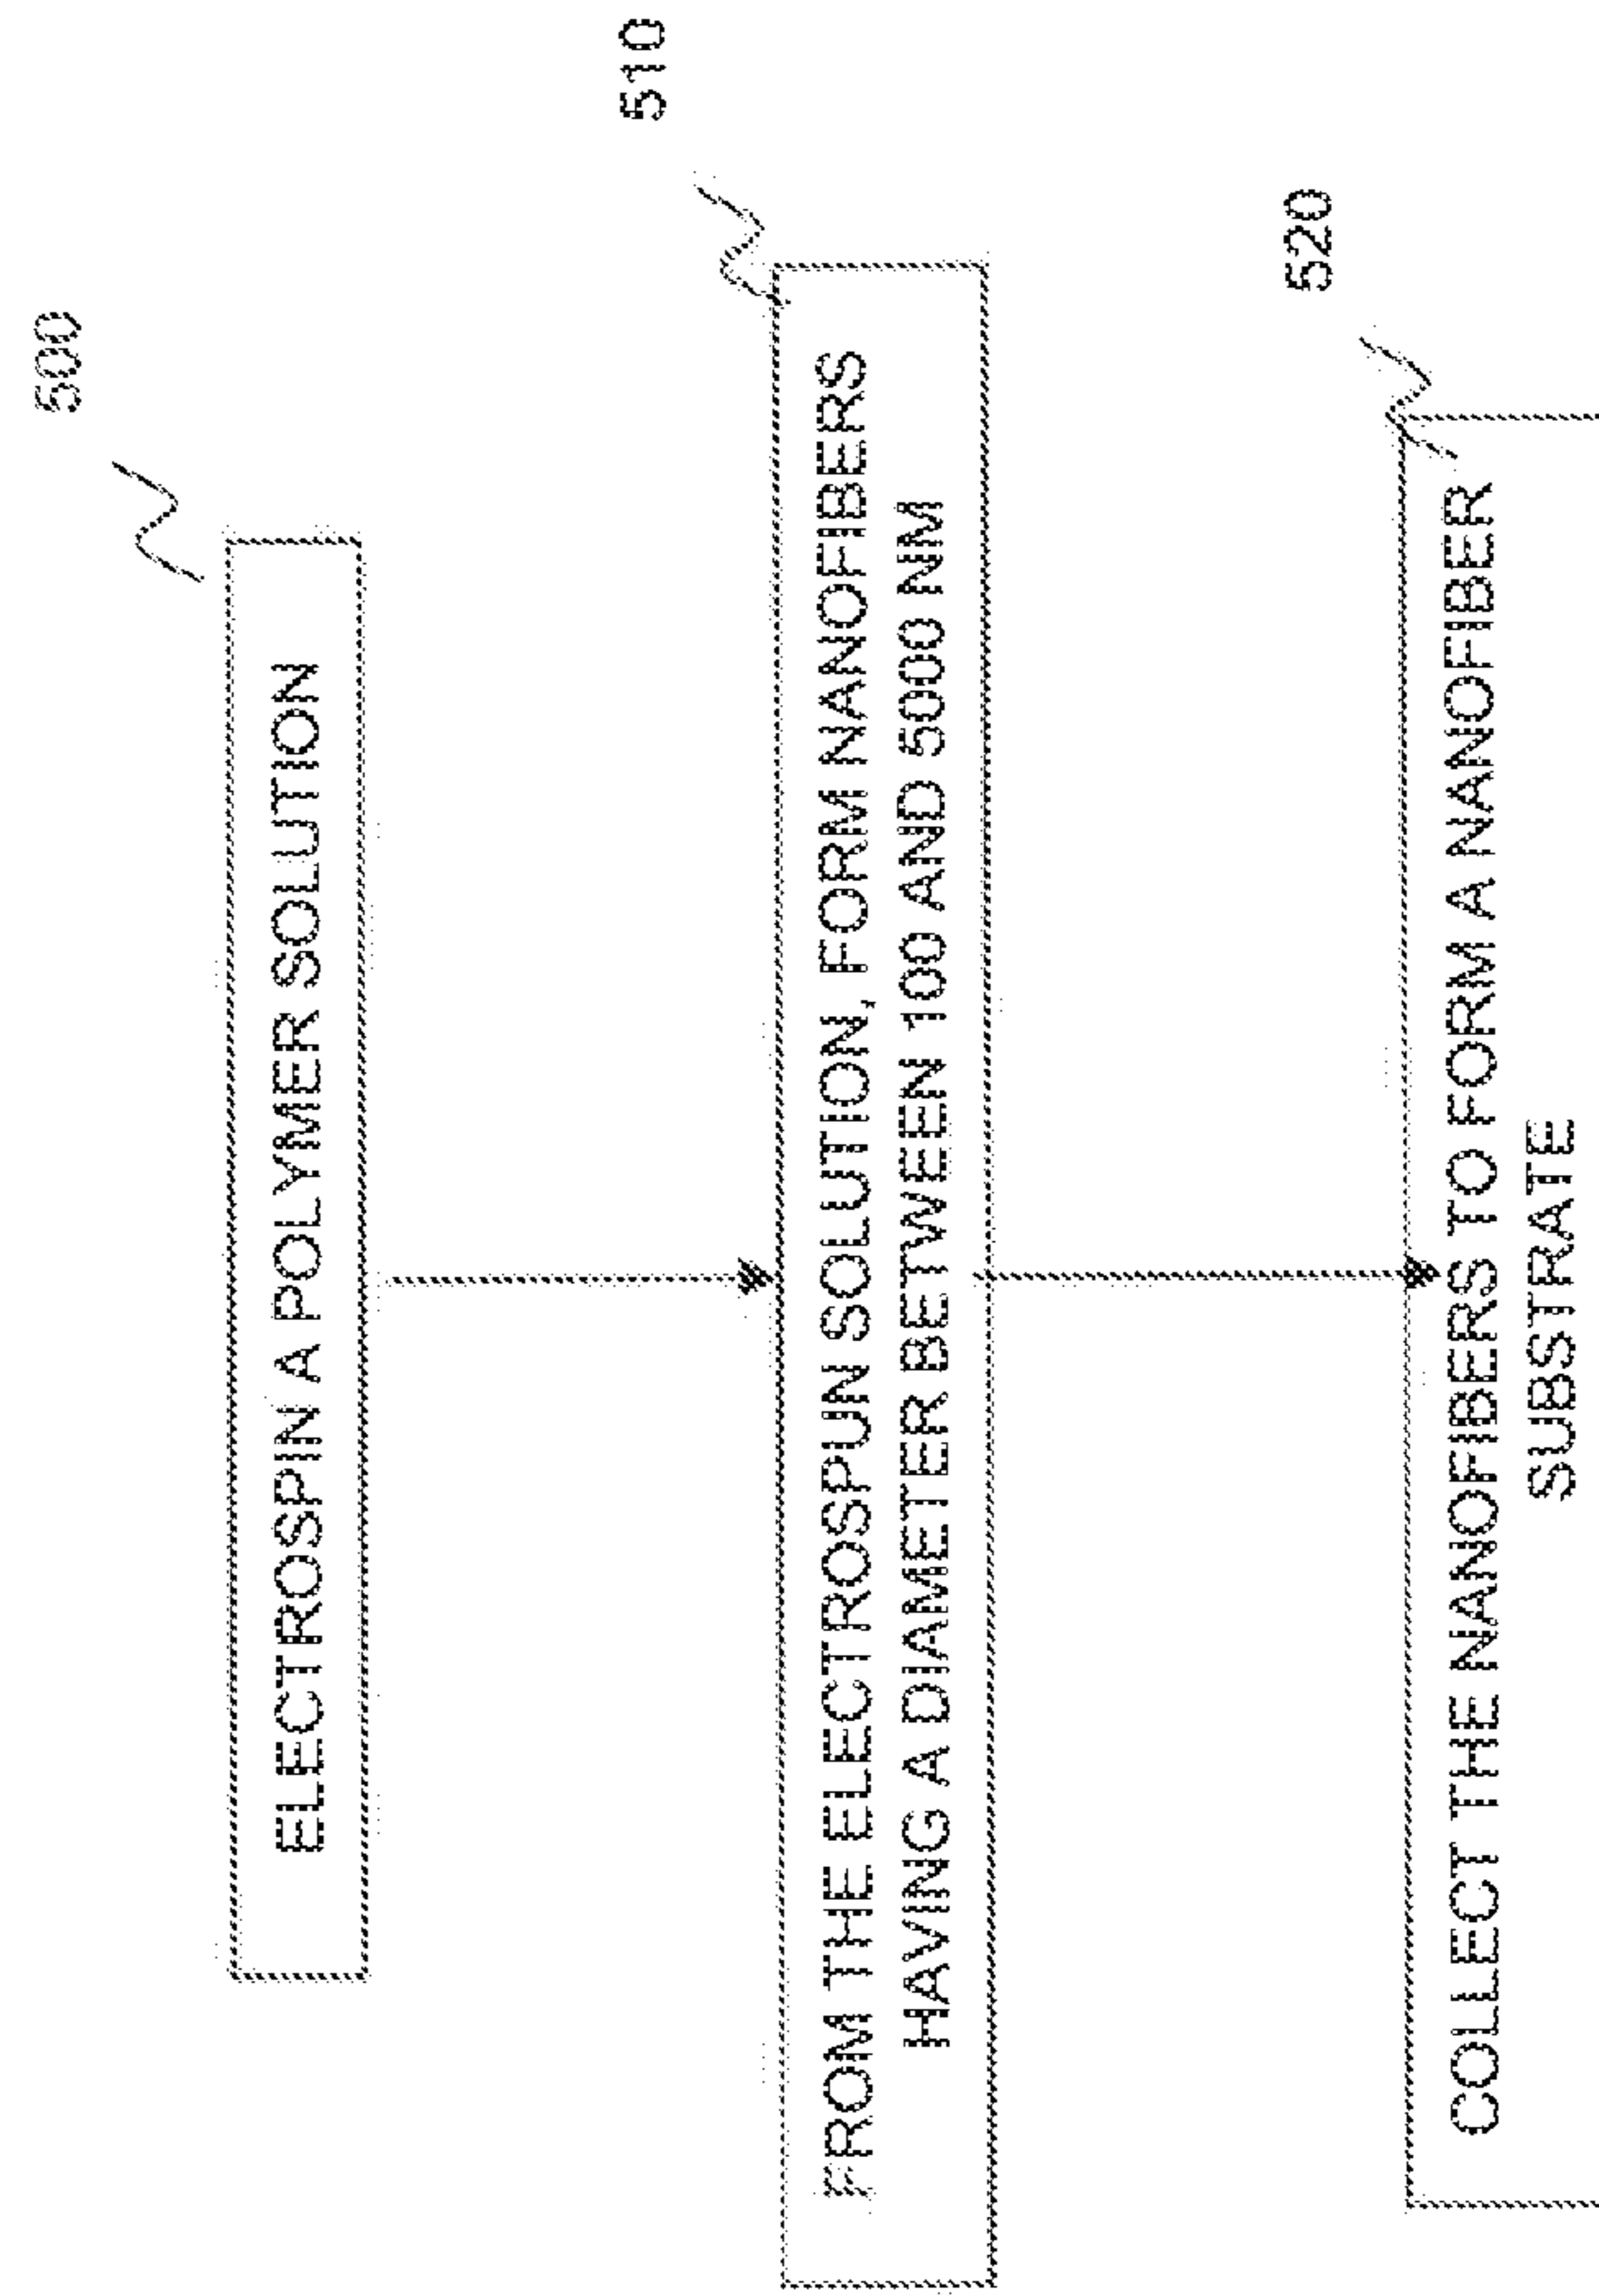 500
ELECTROSPIN A POLYMER SOLUTION
510
FROM THE ELECTROSPUN SOLUTION, FORM NANOFIBERS
HAVING A DIAMETER BETWEEN 100 AND 5000 NM
520
COLLECT THE NANOFIBERS TO FORM A NANOFIBER
SUBSTRATE